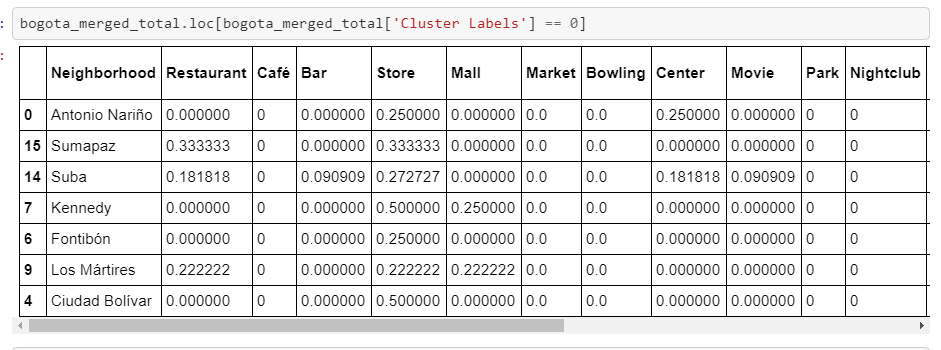 : bogota_merged_total.loc[bogota_merged_total['Cluster Labels'] == 0]
:
Neighborhood Restaurant Café Bar Store Mall Market Bowling Center Movie Park Nightclub
0 Antonio Nariño 0.000000 0 0.000000 0.250000 0.000000 0.0 0.0 0.250000 0.000000 0 0
15 Sumapaz 0.333333 0 0.000000 0.333333 0.000000 0.0 0.0 0.000000 0.000000 0 0
14 Suba 0.181818 0 0.090909 0.272727 0.000000 0.0 0.0 0.181818 0.090909 0 0
7 Kennedy 0.000000 0 0.000000 0.500000 0.250000 0.0 0.0 0.000000 0.000000 0 0
6 Fontibón 0.000000 0 0.000000 0.250000 0.000000 0.0 0.0 0.000000 0.000000 0 0
9 Los Mártires 0.222222 0 0.000000 0.222222 0.222222 0.0 0.0 0.000000 0.000000 0 0
4 Ciudad Bolívar 0.000000 0 0.000000 0.500000 0.000000 0.0 0.0 0.000000 0.000000 0 0